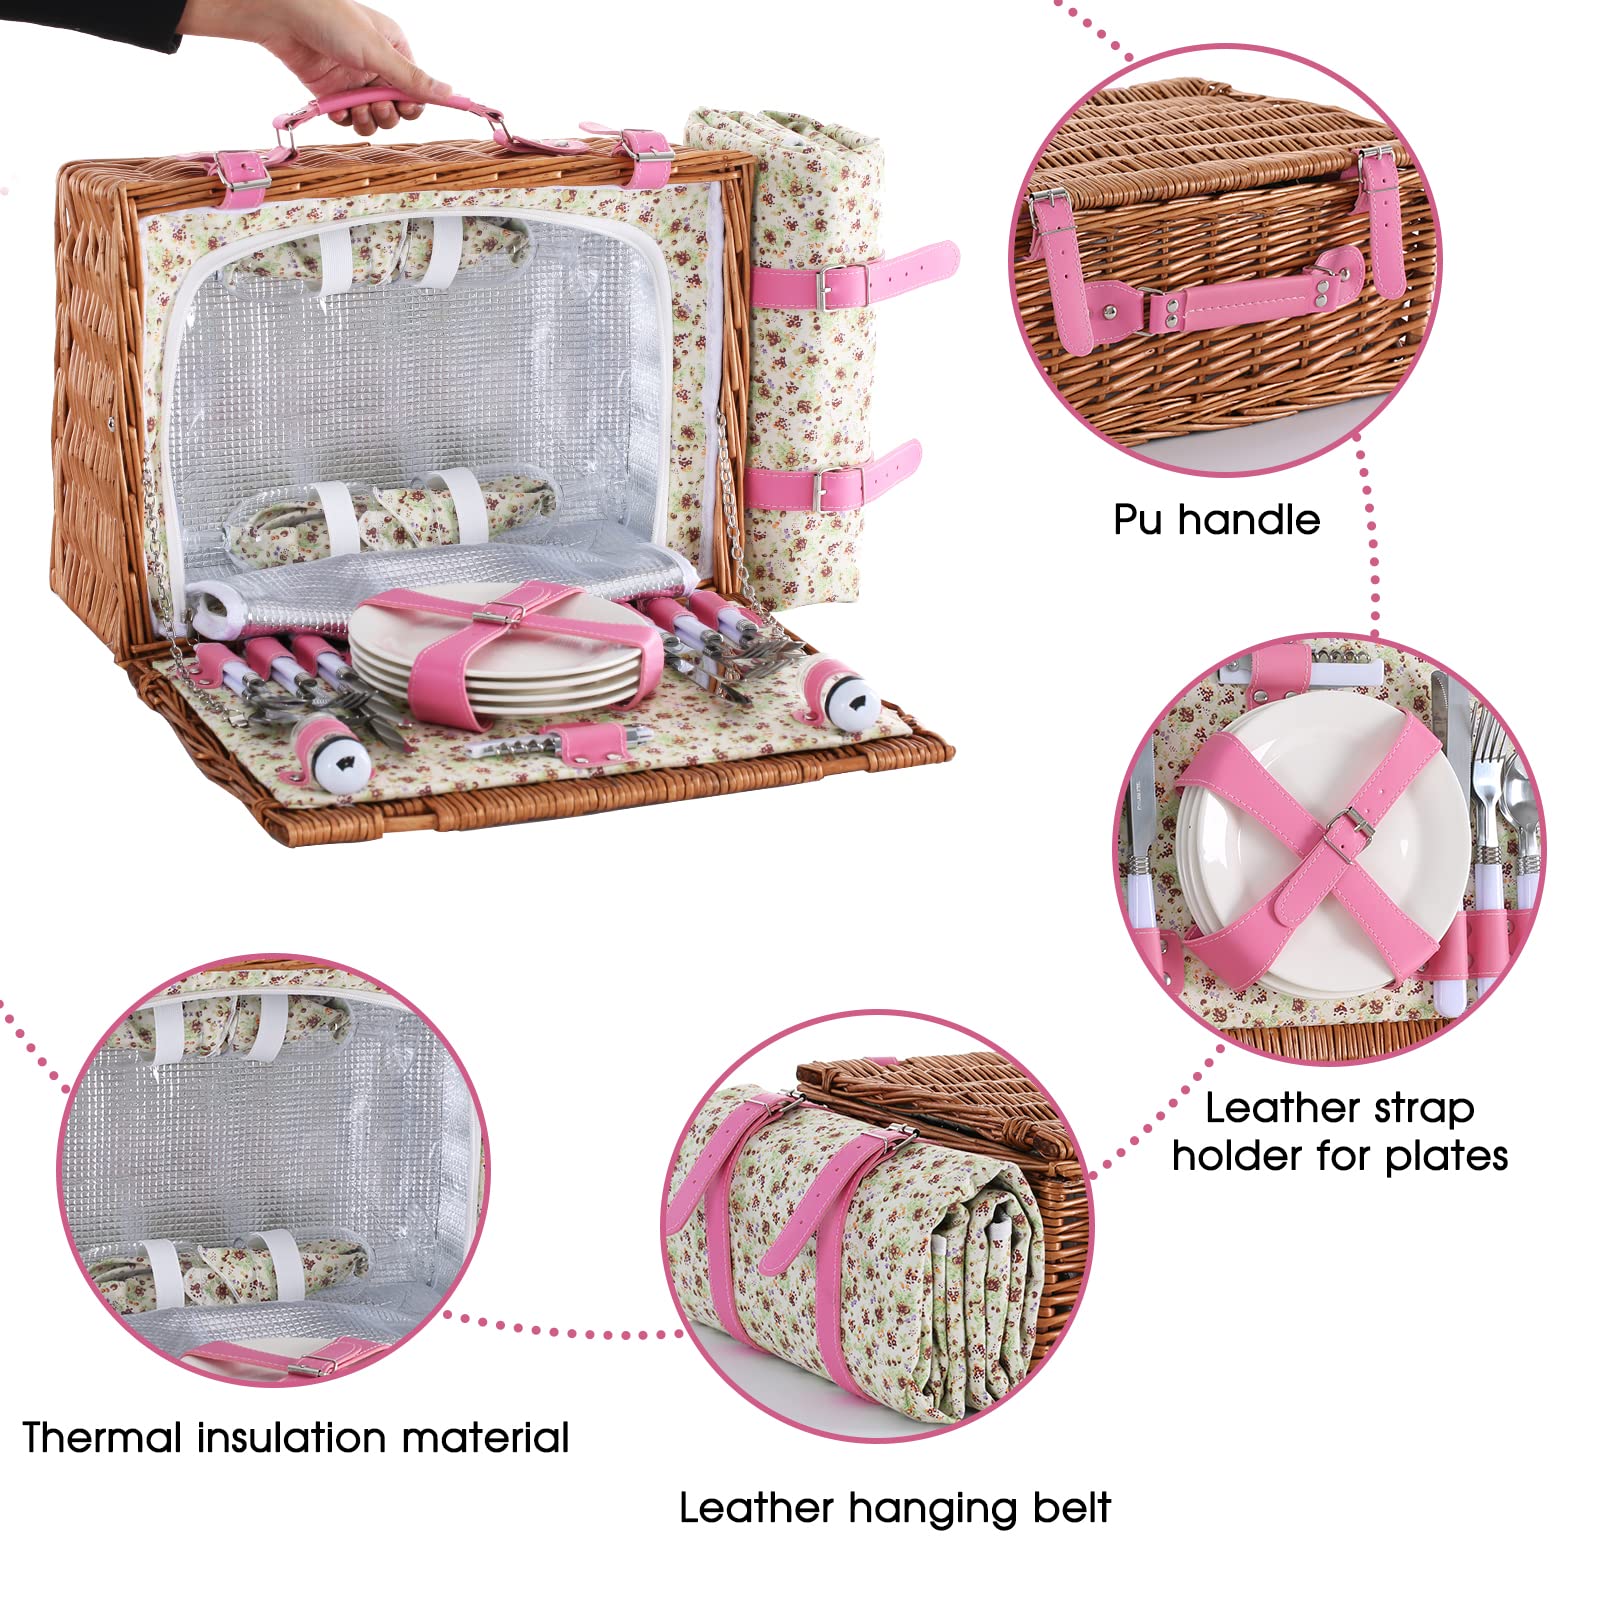 Pu handle
Leather strap
holder for plates
Thermal insulation material
Leather hanging belt